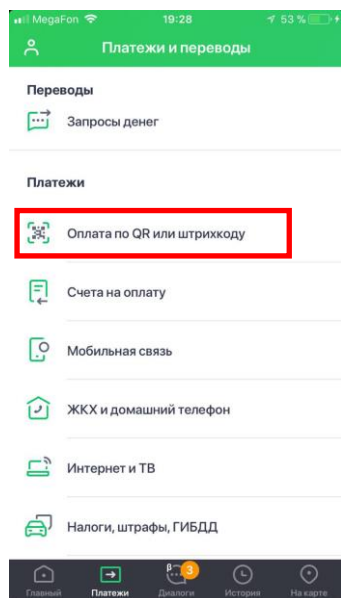 MegaFon 19:28 53 %
Платежи и переводы
Переводы
Запросы денег
Платежи
Оплата по QR или штрихкоду
Счета на оплату
Мобильная связь
ЖКХ и домашний телефон
Интернет и ТВ
Налоги, штрафы, ГИБДД
β 3
Главный Платежи Диалоги История На карте